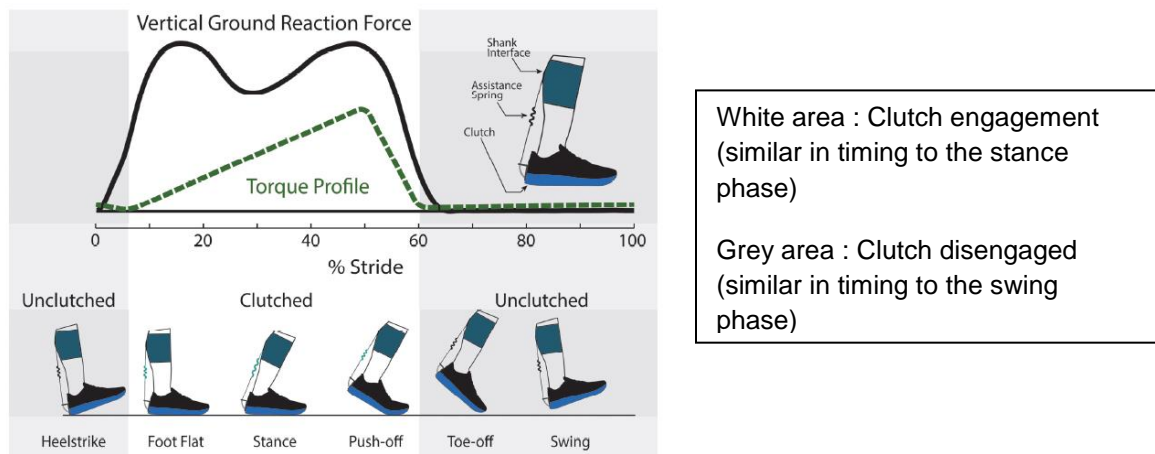 Vertical Ground Reaction Force
Shank
Interface
Assistance
Spring
Clutch
Torque Profile
0 20 40 60 80 100
% Stride
Unclutched Clutched Unclutched
Heelstrike Foot Flat Stance Push-off Toe-off Swing
White area : Clutch engagement
(similar in timing to the stance
phase)
Grey area : Clutch disengaged
(similar in timing to the swing
phase)